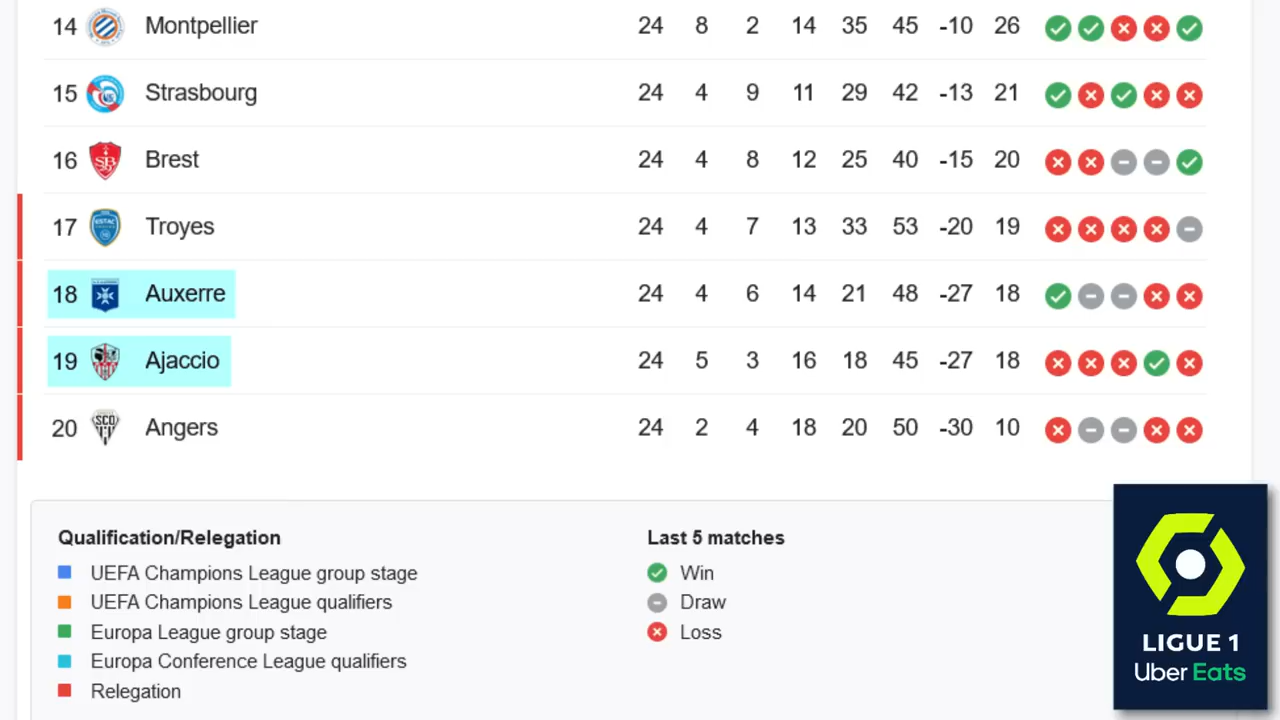 14 Montpellier 24 8 2 14 35 45 -10 26
15 Strasbourg 24 4 9 11 29 42 -13 21
16 Brest 24 4 8 12 25 40 -15 20
17 Troyes 24 4 7 13 33 53 -20 19
18 Auxerre 24 4 6 14 21 48 -27 18
19 Ajaccio 24 5 3 16 18 45 -27 18
20 Angers 24 2 4 18 20 50 -30 10
Qualification/Relegation
UEFA Champions League group stage
UEFA Champions League qualifiers
Europa League group stage
Europa Conference League qualifiers
Relegation
Last 5 matches
Win
Draw
Loss
LIGUE 1
Uber Eats